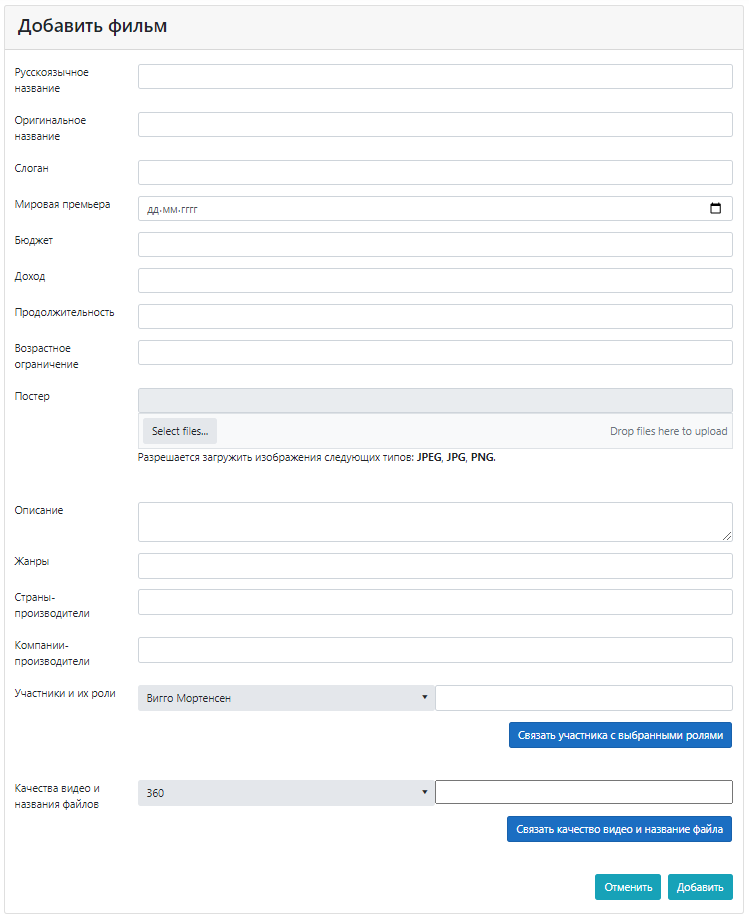 Добавить фильм
Русскоязычное
название
Оригинальное
название
Слоган
Мировая премьера
дд.мм.гггг
Бюджет
Доход
Продолжительность
Возрастное
ограничение
Постер
Select files...
Drop files here to upload
Разрешается загружить изображения следующих типов: JPEG, JPG, PNG.
Описание
Жанры
Страны-
производители
Компании-
производители
Участники и их роли
Вигго Мортенсен
Связать участника с выбранными ролями
Качества видео и
названия файлов
360
Связать качество видео и название файла
Отменить
Добавить